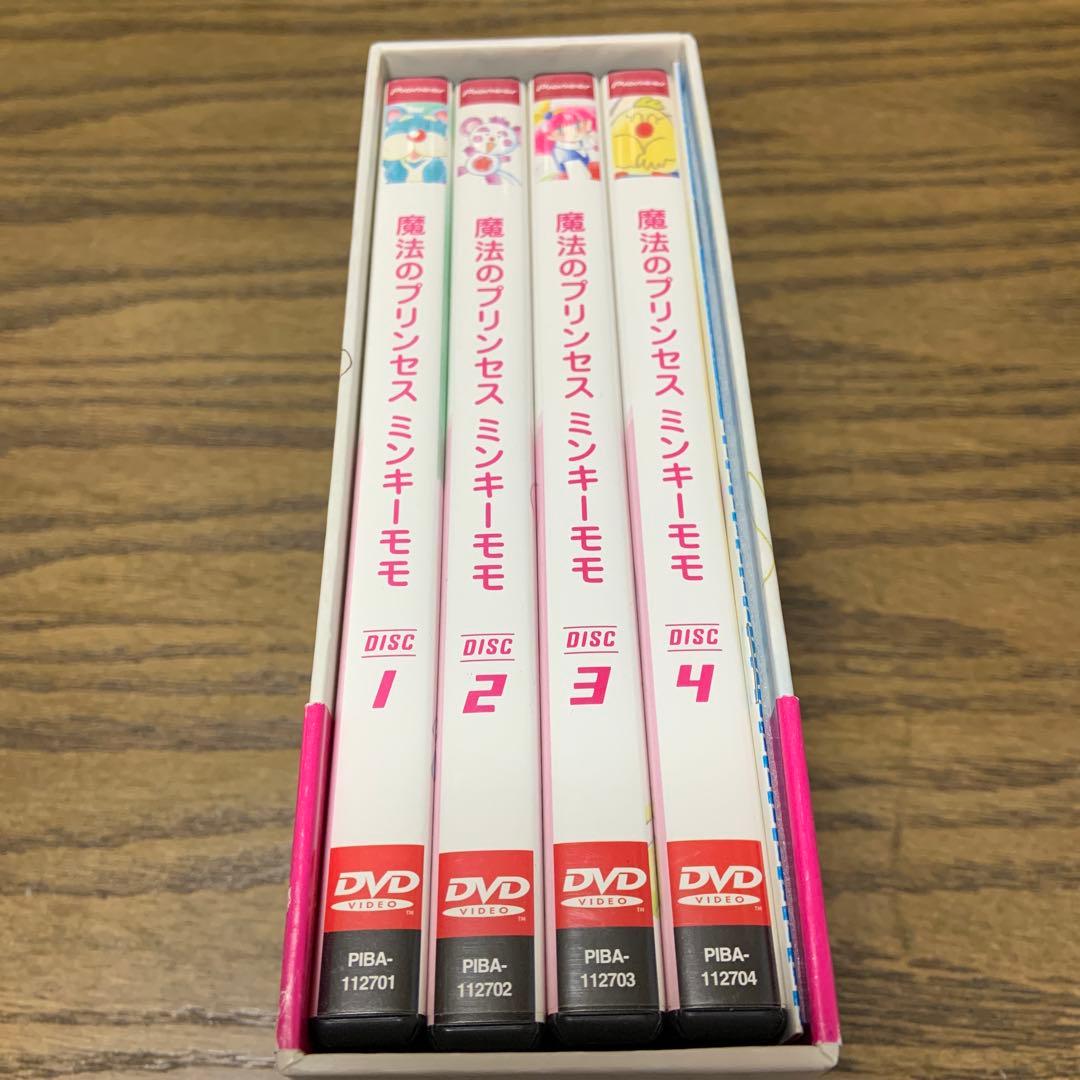 Pioneer
魔法のプリンセス ミンキーモモ
DISC
1
DVD
VIDEO
TM
PIBA-
112701
Pioneer
魔法のプリンセス ミンキーモモ
DISC
2
DVD
VIDEO
TM
PIBA-
112702
Pioneer
魔法のプリンセス ミンキーモモ
DISC
3
DVD
VIDEO
TM
PIBA-
112703
Pioneer
魔法のプリンセス ミンキーモモ
DISC
4
DVD
VIDEO
TM
PIBA-
112704